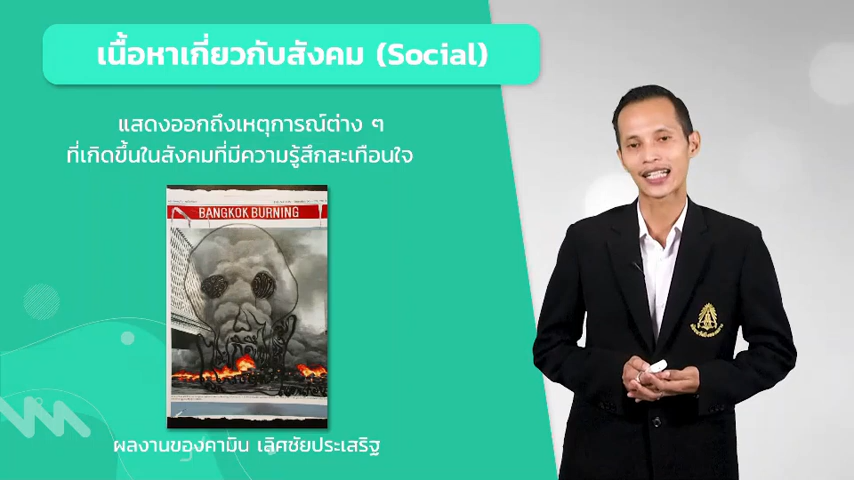 เนื้อหาเกี่ยวกับสังคม (Social)
แสดงออกถึงเหตุการณ์ต่าง ๆ
ที่เกิดขึ้นในสังคมที่มีความรู้สึกสะเทือนใจ
BANGKOK BURNING
ผลงานของคามิน เลิศชัยประเสริฐ